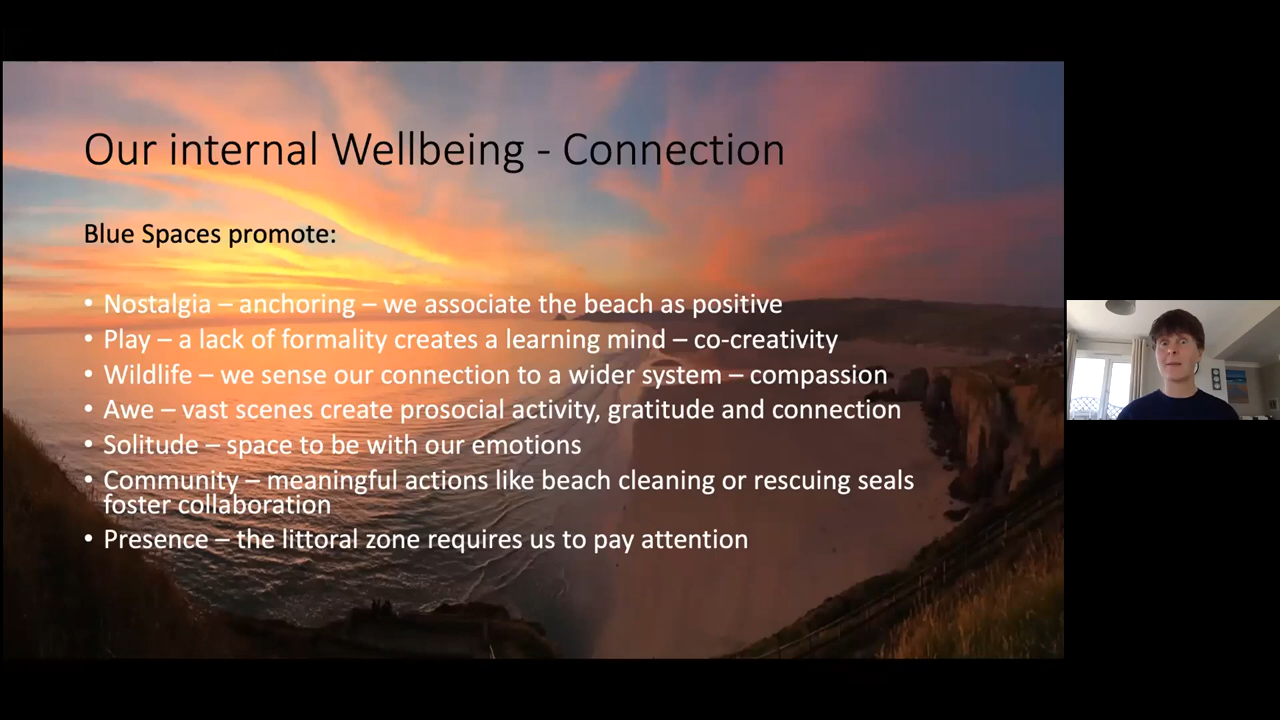 Our internal Wellbeing - Connection
Blue Spaces promote:
• Nostalgia – anchoring – we associate the beach as positive
• Play – a lack of formality creates a learning mind – co-creativity
• Wildlife – we sense our connection to a wider system – compassion
• Awe – vast scenes create prosocial activity, gratitude and connection
• Solitude – space to be with our emotions
• Community – meaningful actions like beach cleaning or rescuing seals
foster collaboration
• Presence – the littoral zone requires us to pay attention